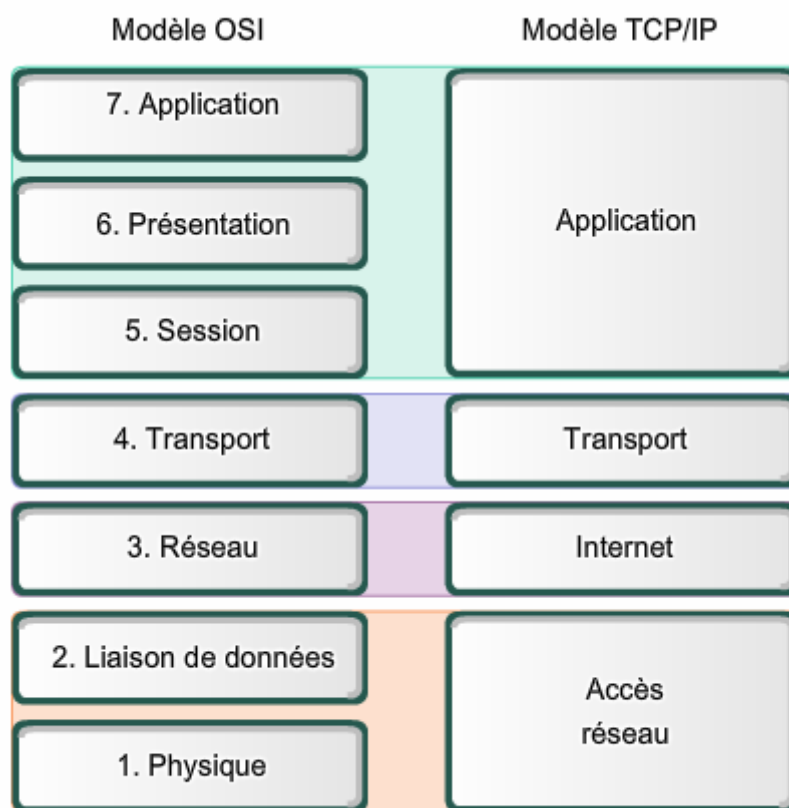 Modèle OSI
Modèle TCP/IP
7. Application
6. Présentation
5. Session
Application
4. Transport
Transport
3. Réseau
Internet
2. Liaison de données
1. Physique
Accès
réseau